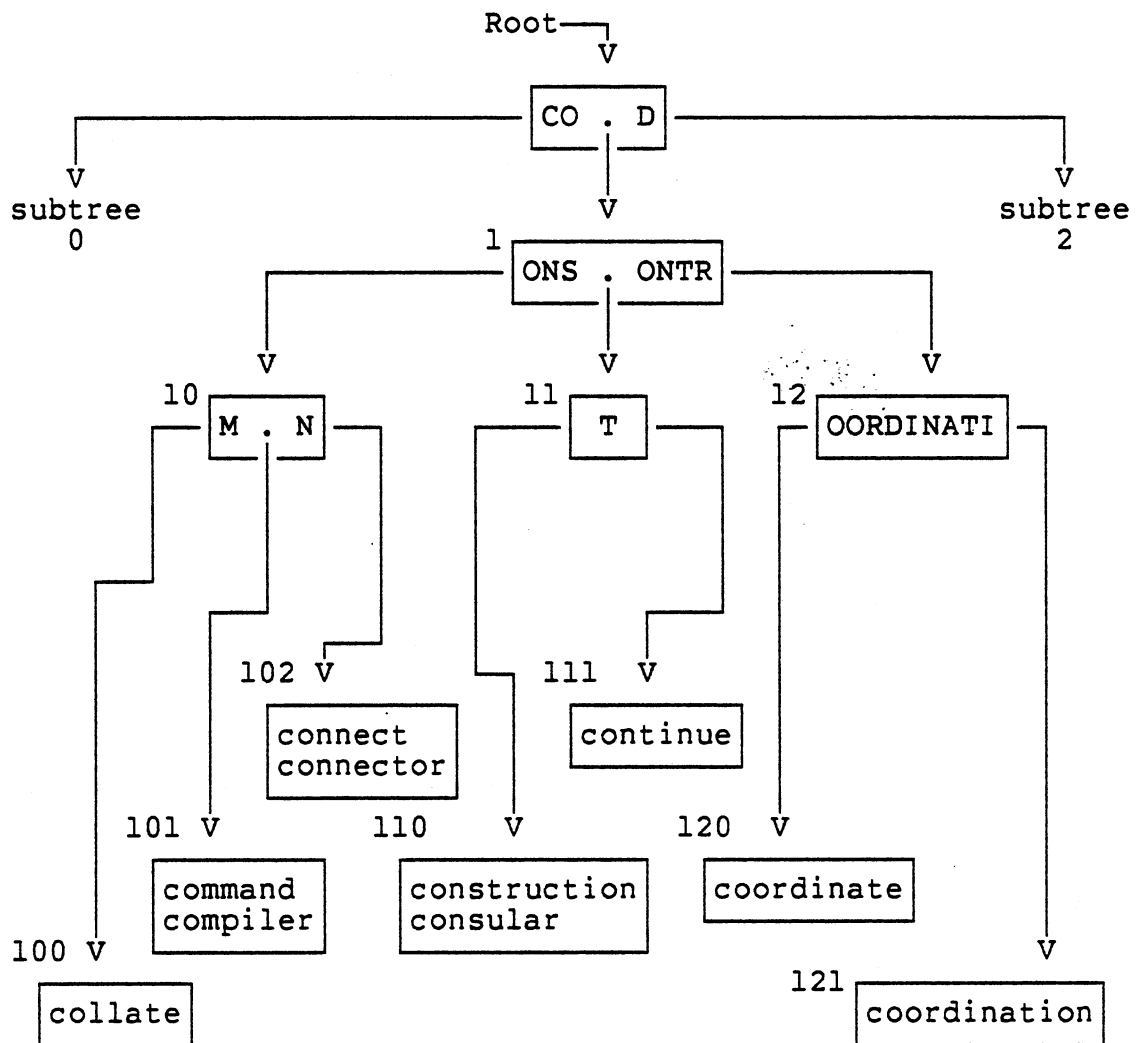 Root
V
CO . D
V
V
V
subtree
0
subtree
2
1
ONS . ONTR
V
V
V
10
M . N
11
T
12
OORDINATI
102 V
111 V
connect
connector
continue
101 V
110 V
120 V
command
compiler
construction
consular
coordinate
100 V
V
collate
121
coordination